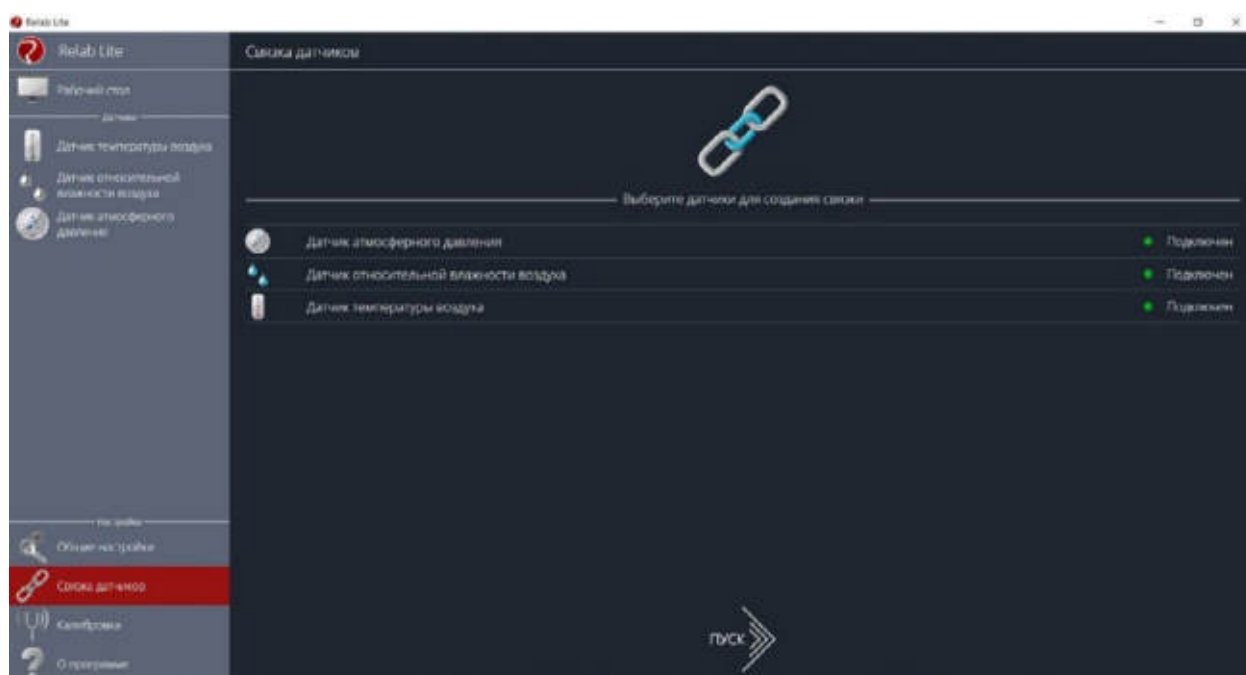 Relab Lite
Relab Lite
Рабочий стол
Датчики
Датчик температуры воздуха
Датчик относительной
влажности воздуха
Датчик атмосферного
давления
Настройки
Общие настройки
Связка датчиков
Калибровка
О программе
Связка датчиков
Выберите датчики для создания связки
Датчик атмосферного давления
Подключен
Датчик относительной влажности воздуха
Подключен
Датчик температуры воздуха
Подключен
ПУСК